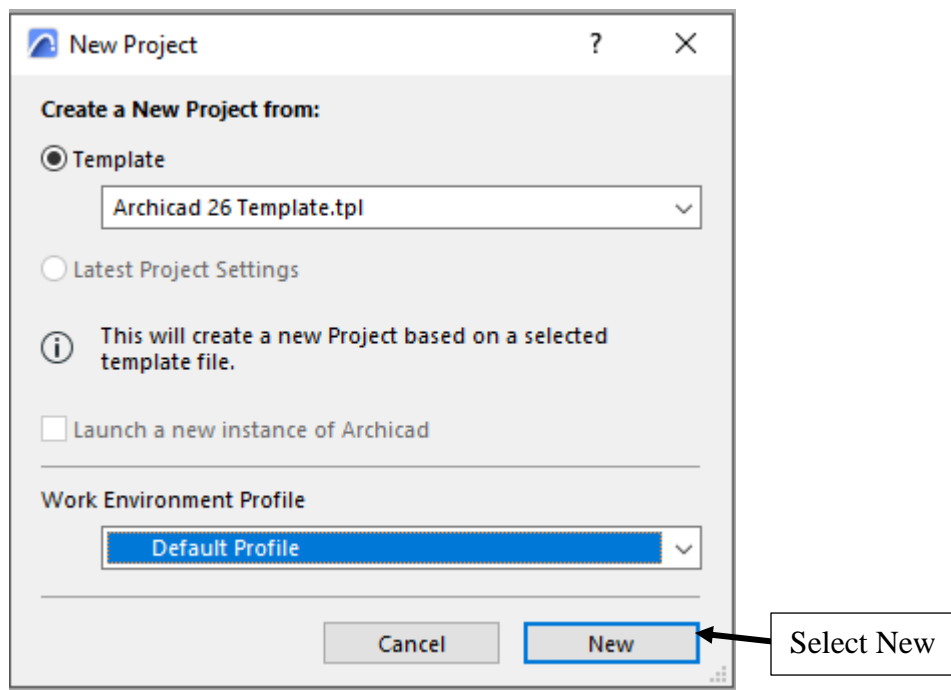 New Project
?
Create a New Project from:
Template
Archicad 26 Template.tpl
Latest Project Settings
This will create a new Project based on a selected
template file.
Launch a new instance of Archicad
Work Environment Profile
Default Profile
Cancel
New
Select New